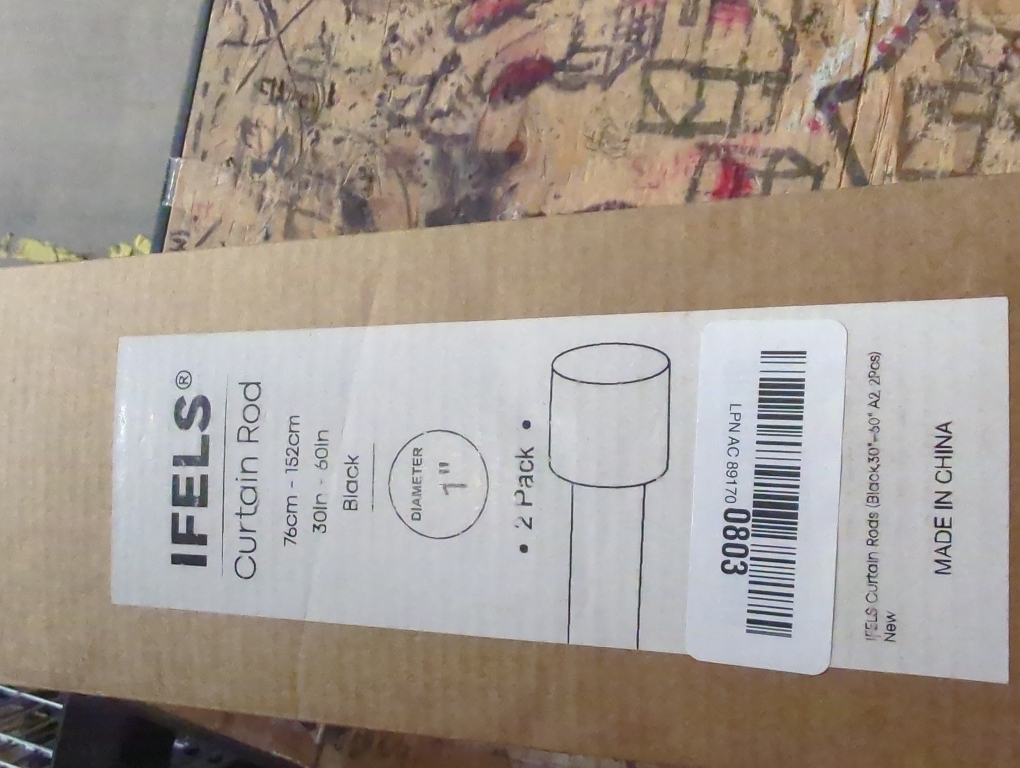 IFELS®
Curtain Rod
76cm - 152cm
30In - 60In
Black
DIAMETER
1"
• 2 Pack •
LPN AC 89170 0803
IFELS Curtain Rods (Black,30"-60" A2, 2Pcs)
New
MADE IN CHINA